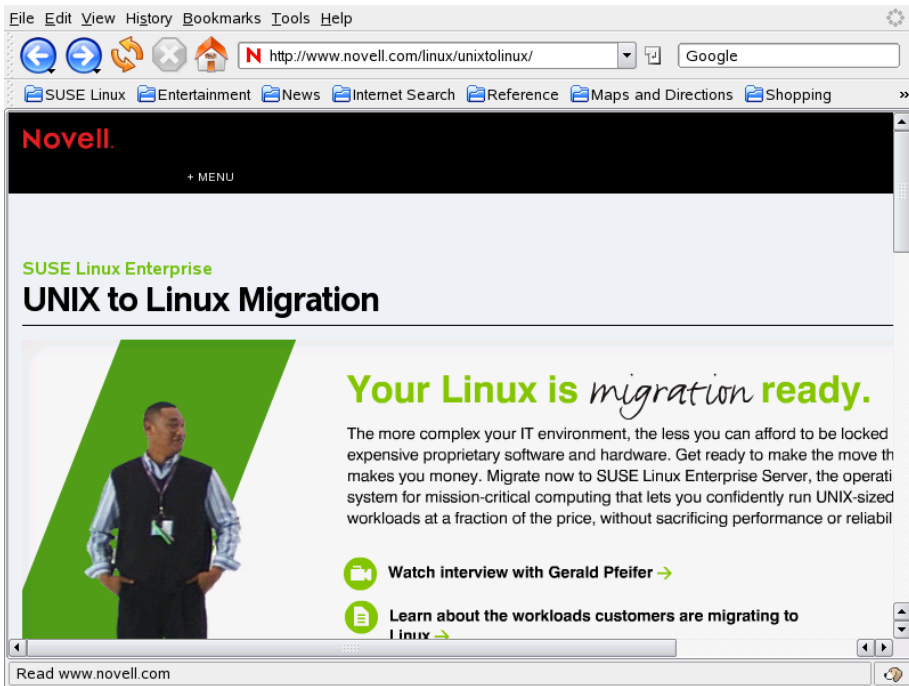 File Edit View History Bookmarks Tools Help
N http://www.novell.com/linux/unixtolinux/ Google
SUSE Linux Entertainment News Internet Search Reference Maps and Directions Shopping »
Novell.
+ MENU
SUSE Linux Enterprise
UNIX to Linux Migration
Your Linux is migration ready.
The more complex your IT environment, the less you can afford to be locked
expensive proprietary software and hardware. Get ready to make the move th
makes you money. Migrate now to SUSE Linux Enterprise Server, the operati
system for mission-critical computing that lets you confidently run UNIX-sized
workloads at a fraction of the price, without sacrificing performance or reliabil
Watch interview with Gerald Pfeifer →
Learn about the workloads customers are migrating to
Linux →
Read www.novell.com